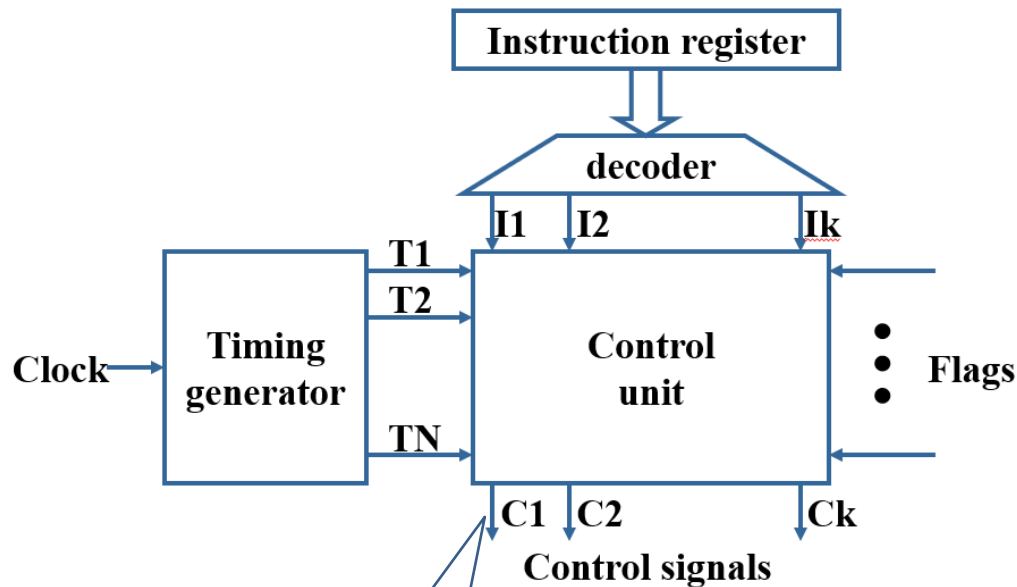 Instruction register
decoder
I1 I2 Ik
T1
T2
Timing
generator
Control
unit
Clock
Flags
TN
C1 C2 Ck
Control signals